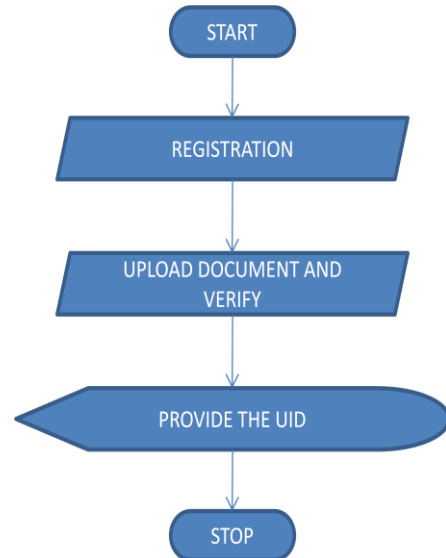 START
REGISTRATION
UPLOAD DOCUMENT AND
VERIFY
PROVIDE THE UID
STOP